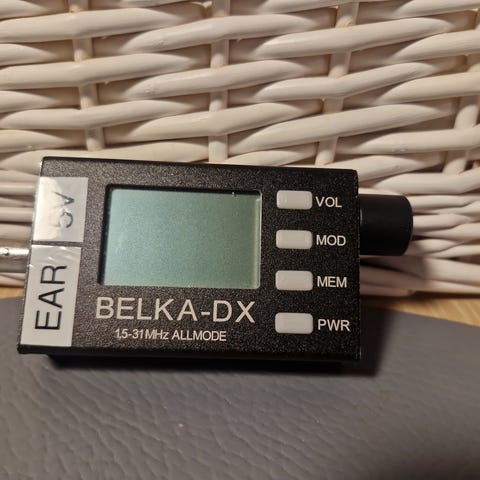 5V
EAR
VOL
MOD
MEM
PWR
BELKA-DX
1.5-31MHz ALLMODE